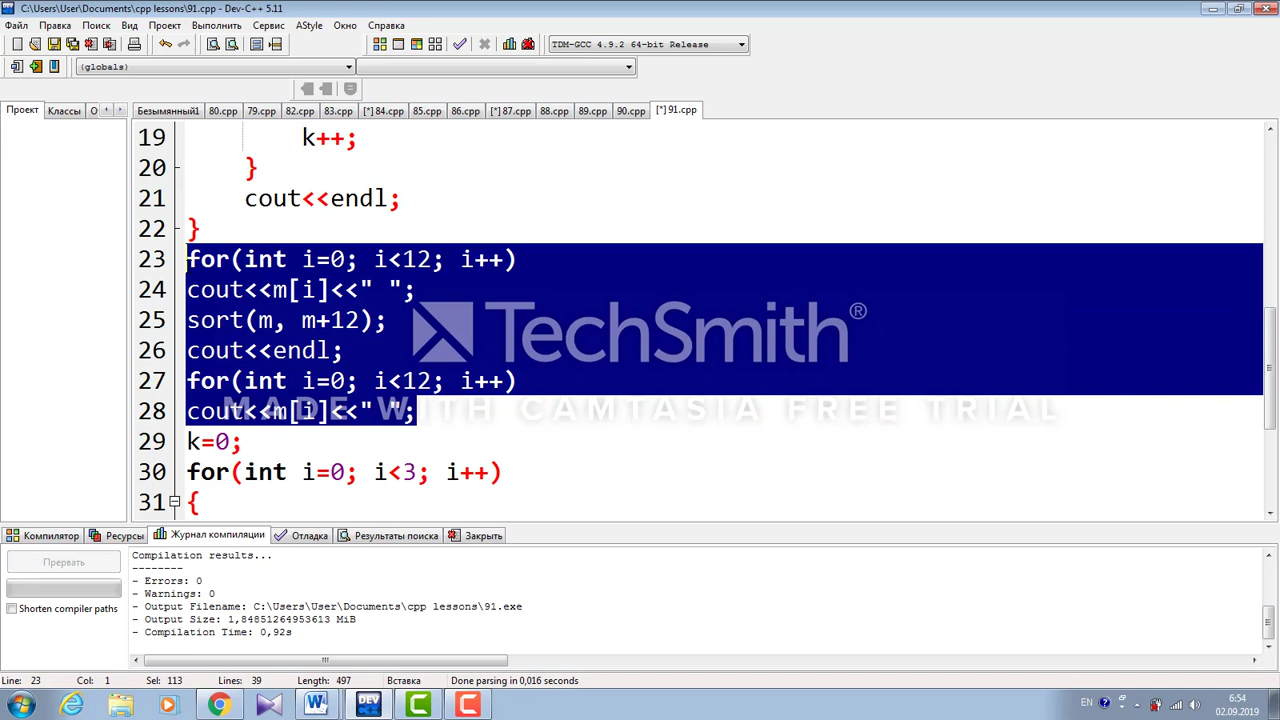 C:\Users\User\Documents\cpp lessons\91.cpp - Dev-C++ 5.11
Файл Правка Поиск Вид Проект Выполнить Сервис AStyle Окно Справка
TDM-GCC 4.9.2 64-bit Release
(globals)
Проект Классы О
Безымянный1 80.cpp 79.cpp 82.cpp 83.cpp [*] 84.cpp 85.cpp 86.cpp [*] 87.cpp 88.cpp 89.cpp 90.cpp [*] 91.cpp
19 k++;
20 }
21 cout<<endl;
22 }
23 for(int i=0; i<12; i++)
24 cout<<m[i]<<" ";
25 sort(m, m+12);
26 cout<<endl;
27 for(int i=0; i<12; i++)
28 cout<<m[i]<<" ";
29 k=0;
30 for(int i=0; i<3; i++)
31 {
TechSmith®
MADE WITH CAMTASIA FREE TRIAL
Компилятор Ресурсы Журнал компиляции Отладка Результаты поиска Закрыть
Прервать
Shorten compiler paths
Compilation results...
--------
- Errors: 0
- Warnings: 0
- Output Filename: C:\Users\User\Documents\cpp lessons\91.exe
- Output Size: 1,84851264953613 MiB
- Compilation Time: 0,92s
Line: 23 Col: 1 Sel: 113 Lines: 39 Length: 497 Вставка Done parsing in 0,016 seconds
EN 6:54
02.09.2019